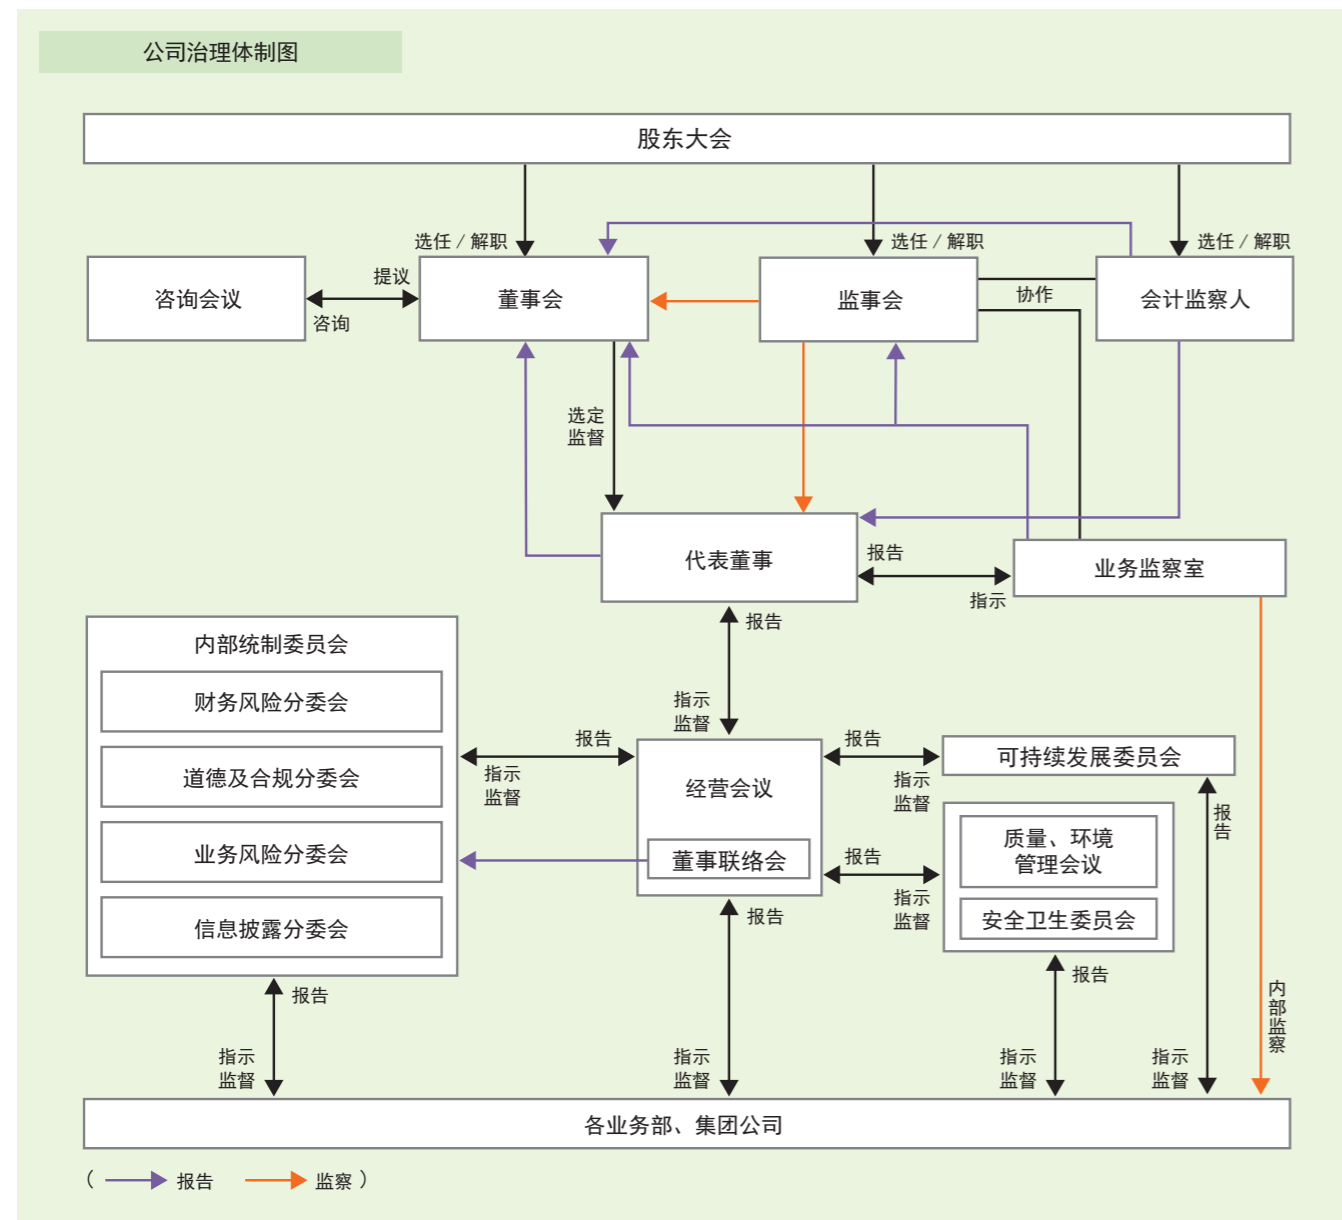 公司治理体制图
股东大会
选任 / 解职
选任 / 解职
选任 / 解职
咨询会议
提议
咨询
董事会
监事会
协作
会计监察人
选定
监督
代表董事
报告
指示
业务监察室
报告
指示
监督
内部统制委员会
财务风险分委会
道德及合规分委会
业务风险分委会
信息披露分委会
报告
指示
监督
经营会议
董事联络会
报告
指示
监督
可持续发展委员会
报告
指示
监督
质量、环境
管理会议
安全卫生委员会
报告
指示
监督
报告
指示
监督
报告
指示
监督
报告
指示
监督
内部监察
各业务部、集团公司
（ 报告 监察 ）